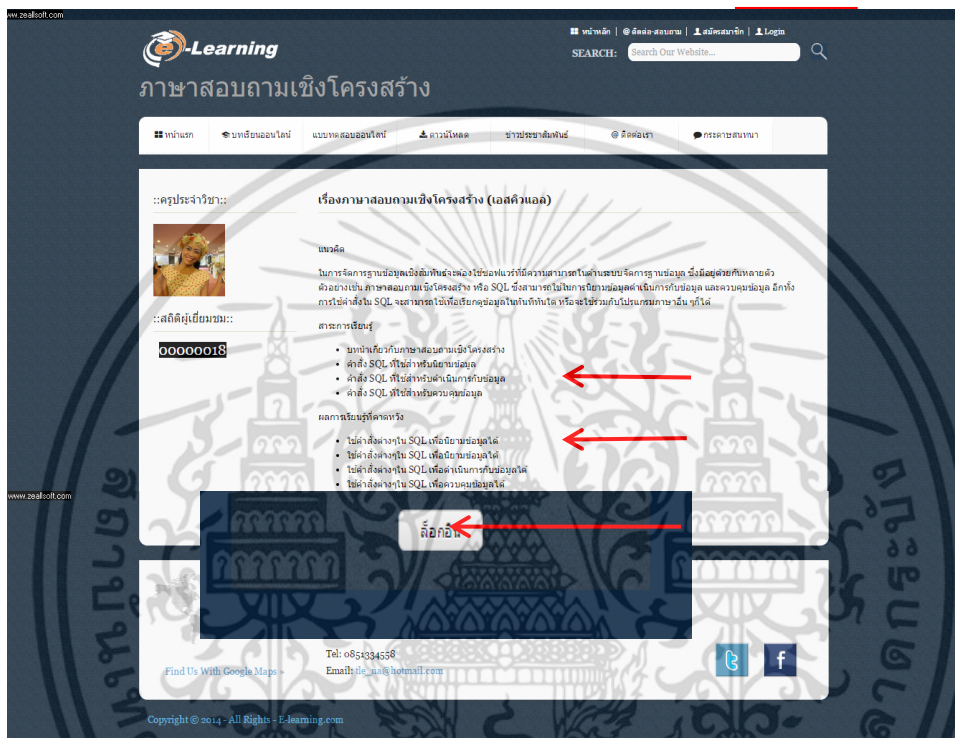 www.zeallsoft.com
หน้าหลัก | @ ติดต่อ-สอบถาม | สมัครสมาชิก | Login
e-Learning
SEARCH: Search Our Website...
ภาษาสอบถามเชิงโครงสร้าง
หน้าแรก บทเรียนออนไลน์ แบบทดสอบออนไลน์ ดาวน์โหลด ข่าวประชาสัมพันธ์ @ ติดต่อเรา กระดาษสนทนา
::ครูประจำวิชา::
เรื่องภาษาสอบถามเชิงโครงสร้าง (เอสคิวแอล)
แนวคิด
ในการจัดการฐานข้อมูลเชิงสัมพันธ์จะต้องใช้ซอฟแวร์ที่มีความสามารถในด้านระบบจัดการฐานข้อมูล ซึ่งมีอยู่ด้วยกันหลายตัว
ตัวอย่างเช่น ภาษาสอบถามเชิงโครงสร้าง หรือ SQL ซึ่งสามารถใช้ในการนิยามข้อมูลดำเนินการกับข้อมูล และควบคุมข้อมูล อีกทั้ง
การใช้คำสั่งใน SQL จะสามารถใช้เพื่อเรียกดูข้อมูลในทันทีทันใด หรือจะใช้ร่วมกับโปรแกรมภาษาอื่น ๆก็ได้
::สถิติผู้เยี่ยมชม::
00000018
สาระการเรียนรู้
• บทนำเกี่ยวกับภาษาสอบถามเชิงโครงสร้าง
• คำสั่ง SQL ที่ใช้สำหรับนิยามข้อมูล
• คำสั่ง SQL ที่ใช้สำหรับดำเนินการกับข้อมูล
• คำสั่ง SQL ที่ใช้สำหรับควบคุมข้อมูล
ผลการเรียนรู้ที่คาดหวัง
• ใช้คำสั่งต่างๆใน SQL เพื่อนิยามข้อมูลได้
• ใช้คำสั่งต่างๆใน SQL เพื่อนิยามข้อมูลได้
• ใช้คำสั่งต่างๆใน SQL เพื่อดำเนินการกับข้อมูลได้
• ใช้คำสั่งต่างๆใน SQL เพื่อควบคุมข้อมูลได้
www.zeallsoft.com
ล็อกอิน
Tel: 0851334558
Find Us With Google Maps »
Email: tle_na@hotmail.com
Copyright © 2014 - All Rights - E-learning.com